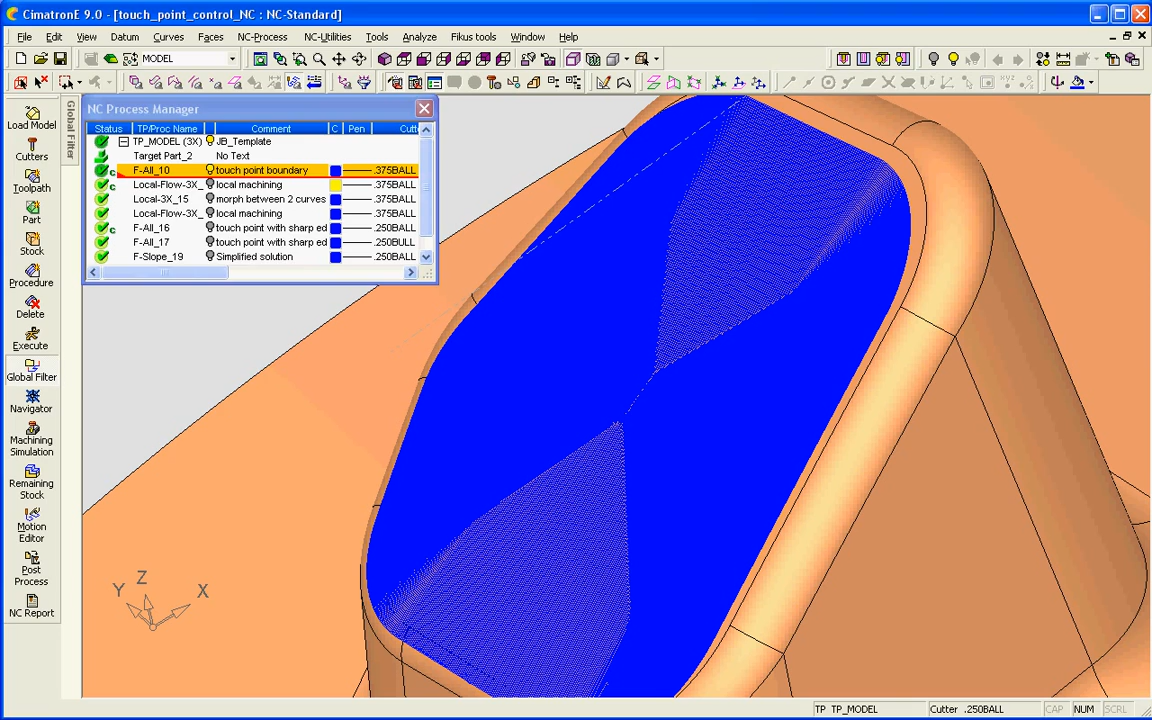 CimatronE 9.0 - [touch_point_control_NC : NC-Standard]
File Edit View Datum Curves Faces NC-Process NC-Utilities Tools Analyze Fikus tools Window Help
MODEL
Load Model
Cutters
Toolpath
Part
Stock
Procedure
Delete
Execute
Global Filter
Navigator
Machining Simulation
Remaining Stock
Motion Editor
Post Process
NC Report
Global Filter
NC Process Manager
Status TP/Proc Name Comment C Pen Cutt
TP_MODEL (3X) JB_Template
Target Part_2 No Text
F-All_10 touch point boundary .375BALL
Local-Flow-3X_ local machining .375BALL
Local-3X_15 morph between 2 curves .375BALL
Local-Flow-3X_ local machining .375BALL
F-All_16 touch point with sharp ed .250BALL
F-All_17 touch point with sharp ed .250BULL
F-Slope_19 Simplified solution .250BALL
Z
Y
X
TP TP_MODEL Cutter .250BALL CAP NUM SCRL